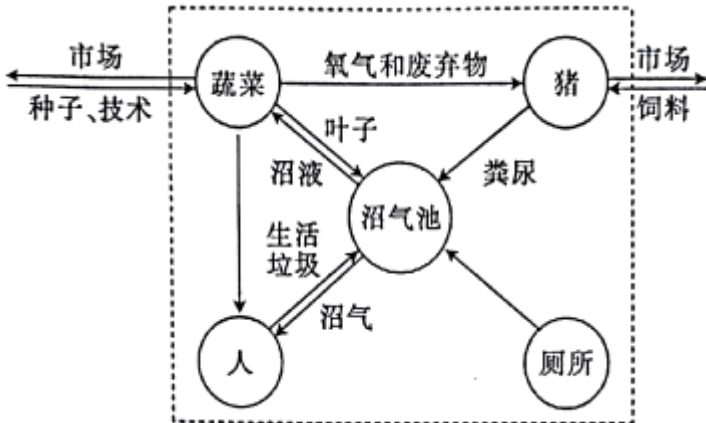 市场
种子、技术
蔬菜
氧气和废弃物
猪
市场
饲料
叶子
沼液
粪尿
沼气池
生活
垃圾
沼气
人
厕所